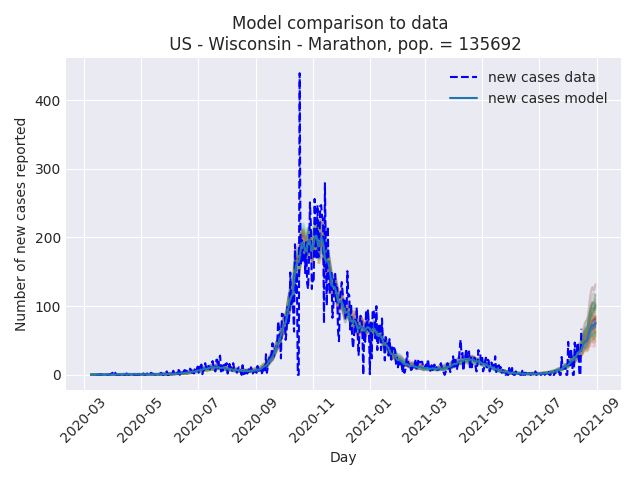 Model comparison to data
US - Wisconsin - Marathon, pop. = 135692
new cases data
new cases model
Number of new cases reported
400
300
200
100
0
2020-03
2020-05
2020-07
2020-09
2020-11
2021-01
2021-03
2021-05
2021-07
2021-09
Day